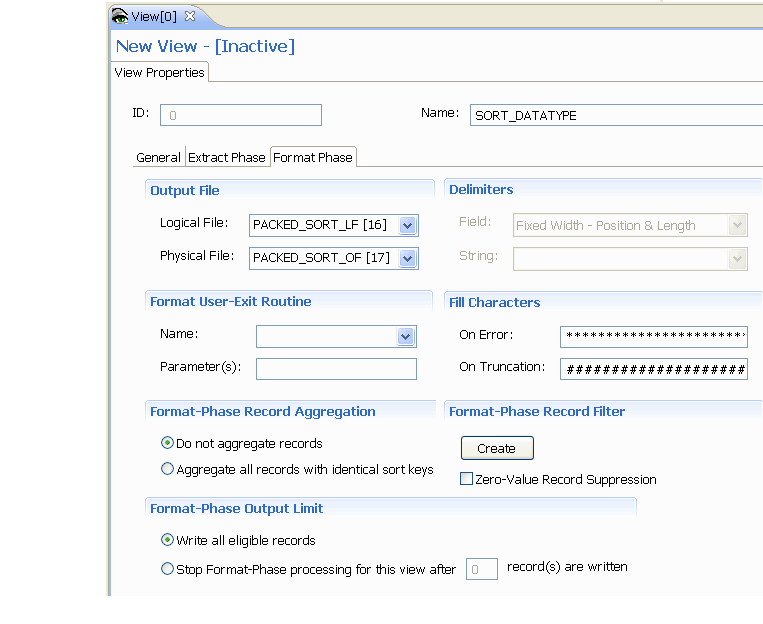 View[0]
New View - [Inactive]
View Properties
ID: 0 Name: SORT_DATATYPE
General Extract Phase Format Phase
Output File Delimiters
Logical File: PACKED_SORT_LF [16] Field: Fixed Width - Position & Length
Physical File: PACKED_SORT_OF [17] String:
Format User-Exit Routine Fill Characters
Name: On Error: ************************
Parameter(s): On Truncation: ####################
Format-Phase Record Aggregation Format-Phase Record Filter
Do not aggregate records Create
Aggregate all records with identical sort keys
Zero-Value Record Suppression
Format-Phase Output Limit
Write all eligible records
Stop Format-Phase processing for this view after 0 record(s) are written